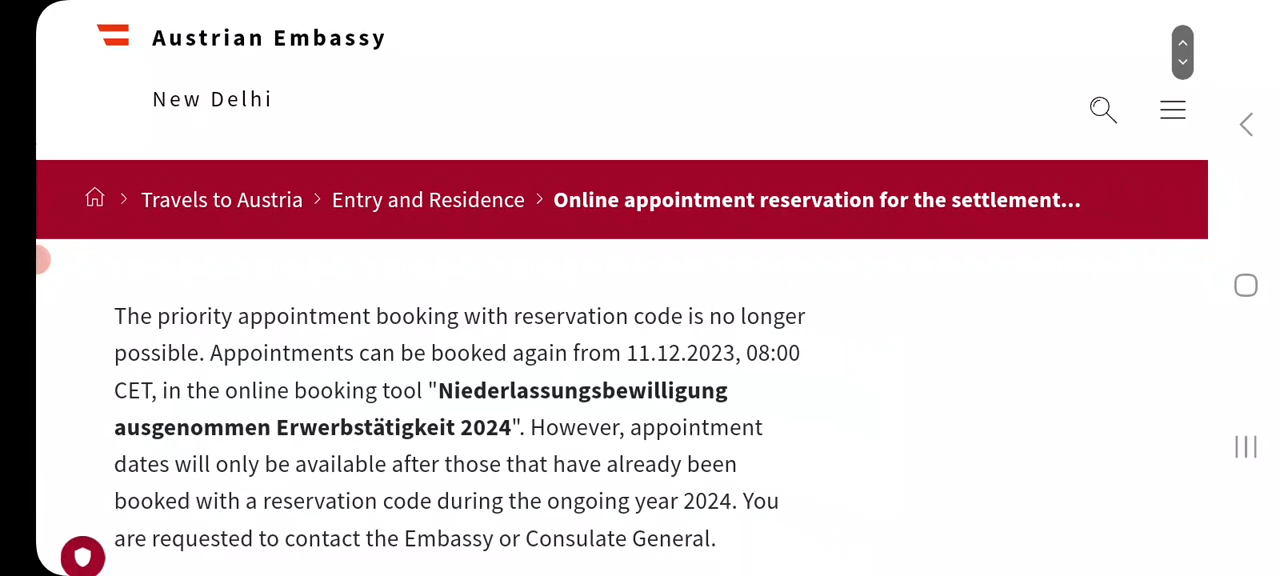 Austrian Embassy
New Delhi
Travels to Austria > Entry and Residence > Online appointment reservation for the settlement...
The priority appointment booking with reservation code is no longer
possible. Appointments can be booked again from 11.12.2023, 08:00
CET, in the online booking tool "Niederlassungsbewilligung
ausgenommen Erwerbstätigkeit 2024". However, appointment
dates will only be available after those that have already been
booked with a reservation code during the ongoing year 2024. You
are requested to contact the Embassy or Consulate General.